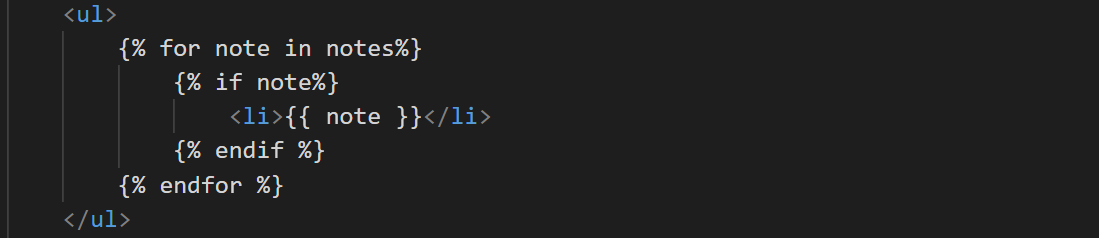 <ul>
{% for note in notes%}
{% if note%}
<li>{{ note }}</li>
{% endif %}
{% endfor %}
</ul>